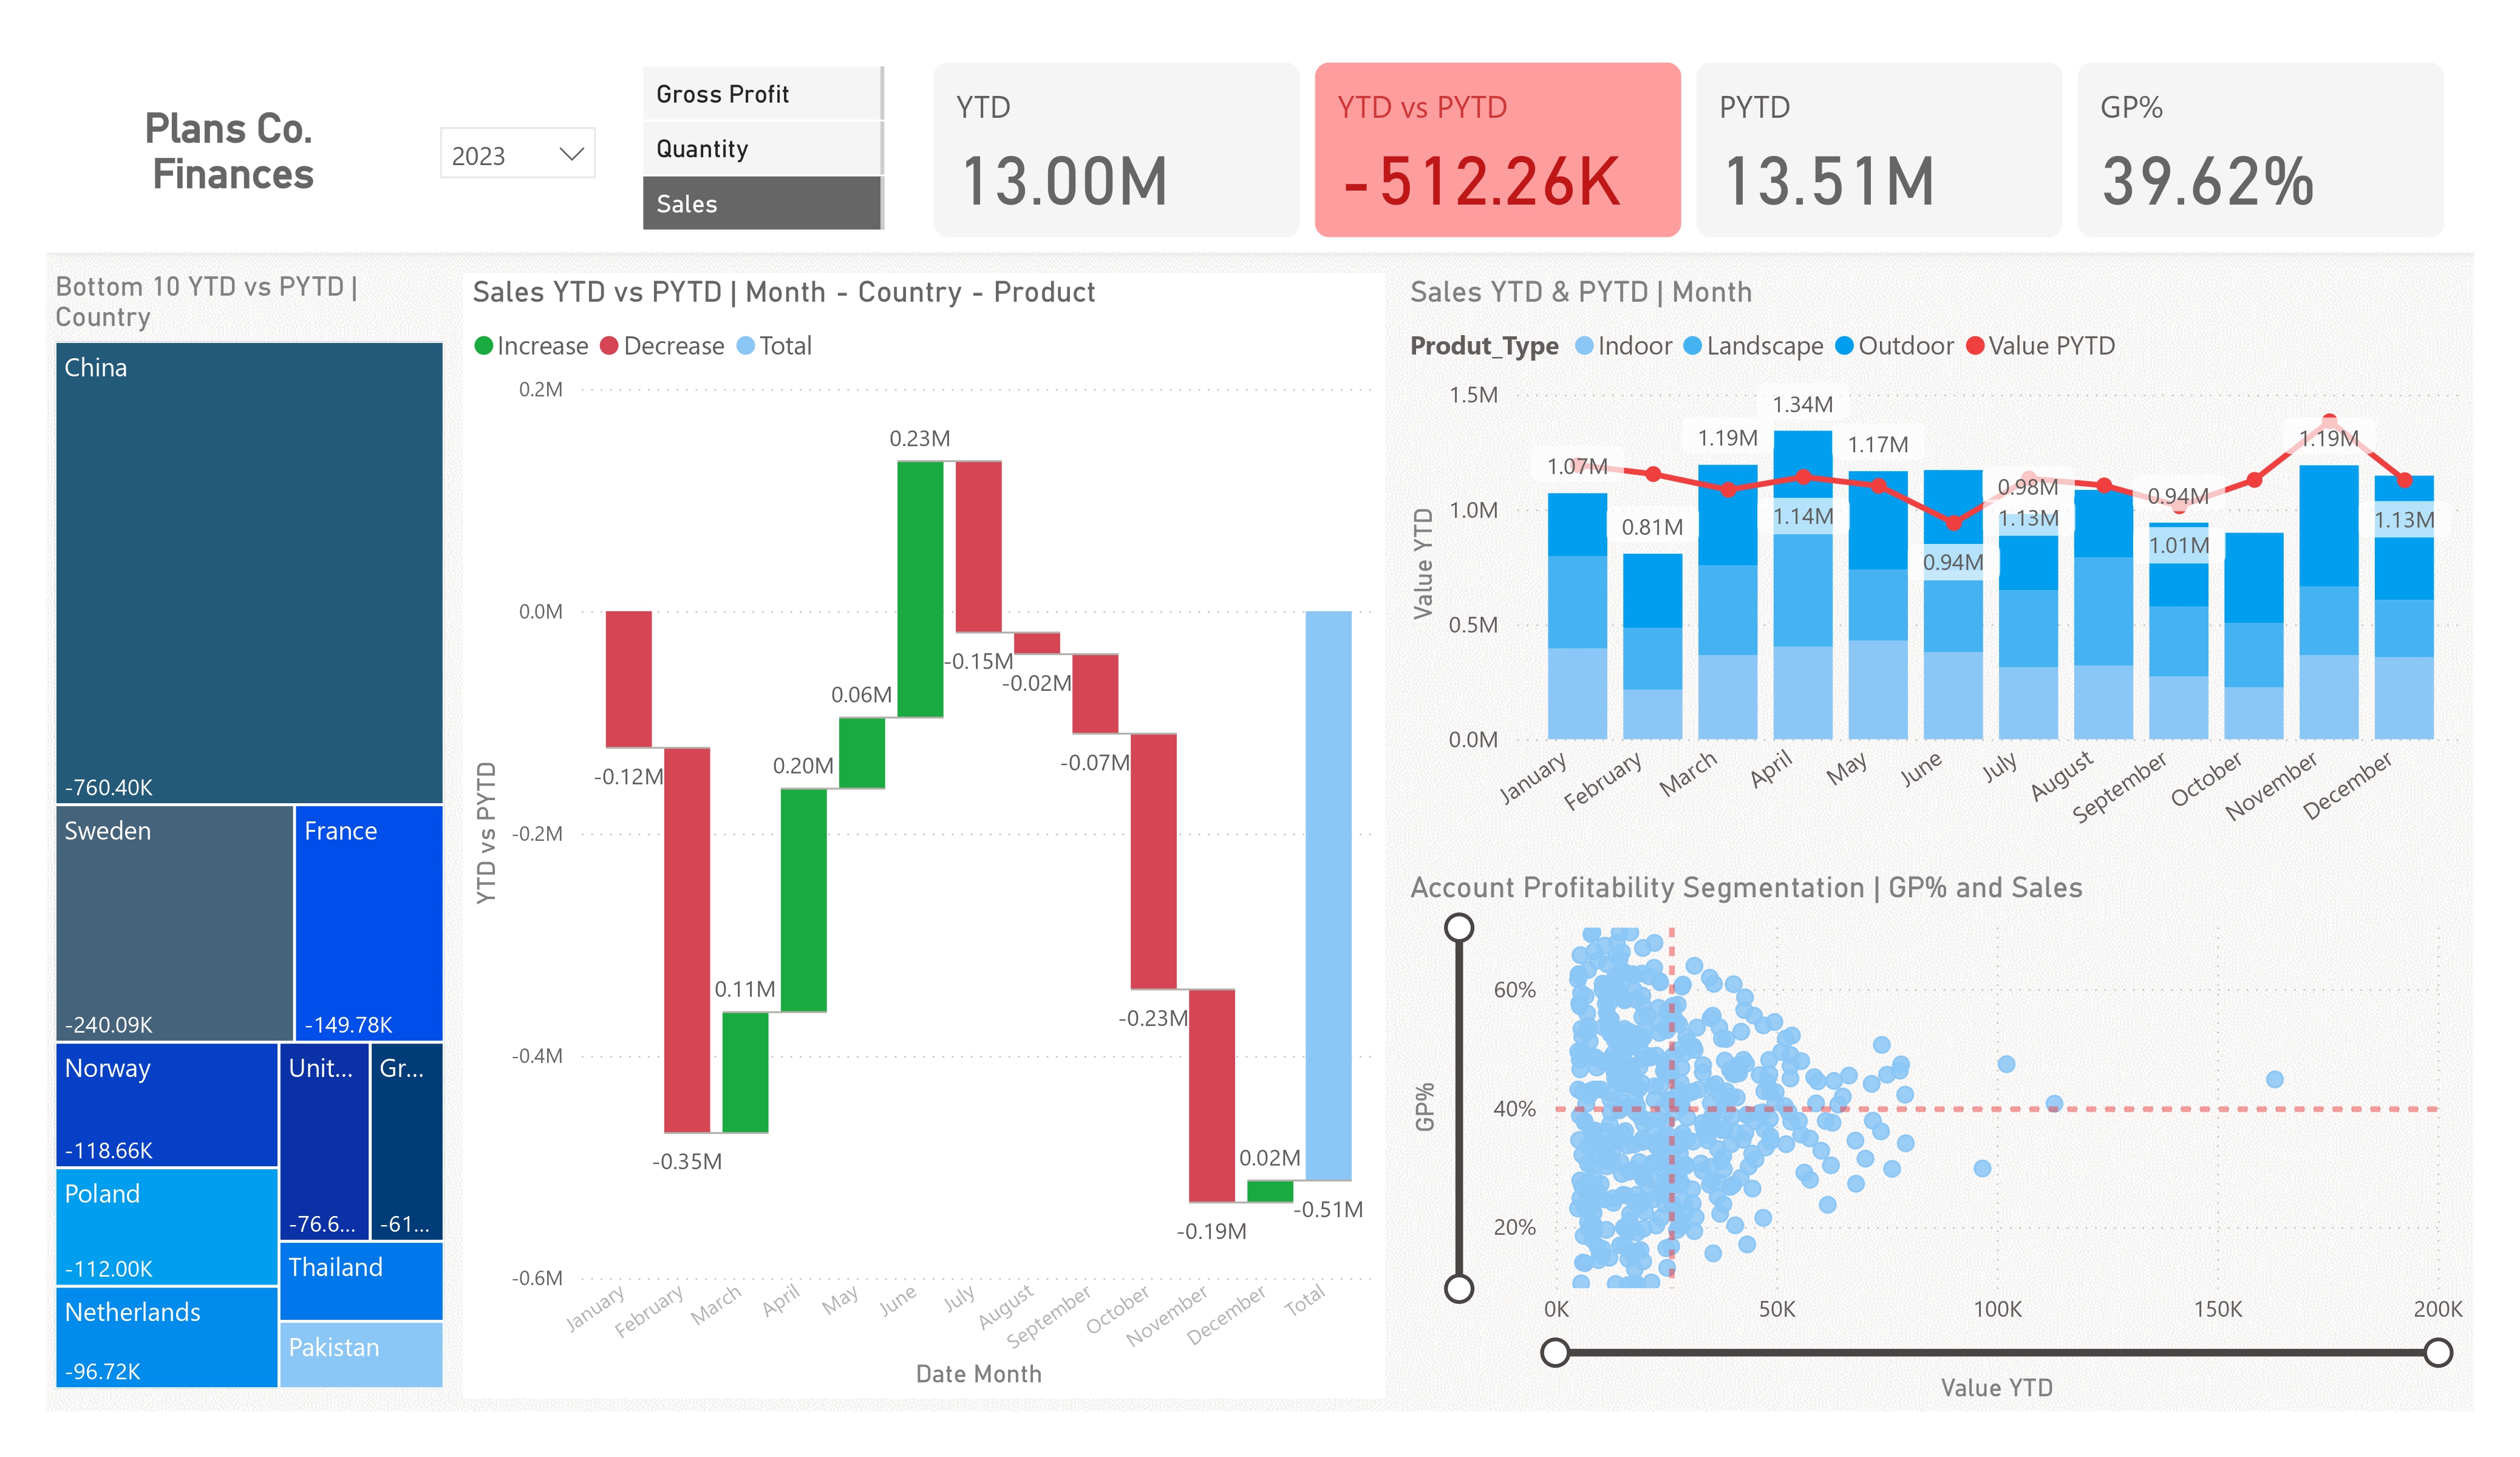 Plans Co.
Finances
2023
Gross Profit
Quantity
Sales
YTD
13.00M
YTD vs PYTD
-512.26K
PYTD
13.51M
GP%
39.62%
Bottom 10 YTD vs PYTD |
Country
China
-760.40K
Sweden
-240.09K
France
-149.78K
Norway
-118.66K
Unit...
-76.6...
Gr...
-61...
Poland
-112.00K
Thailand
Netherlands
-96.72K
Pakistan
Sales YTD vs PYTD | Month - Country - Product
Increase Decrease Total
YTD vs PYTD
0.2M
0.0M
-0.2M
-0.4M
-0.6M
-0.12M
-0.35M
0.11M
0.20M
0.06M
0.23M
-0.15M
-0.02M
-0.07M
-0.23M
-0.19M
0.02M
-0.51M
January
February
March
April
May
June
July
August
September
October
November
December
Total
Date Month
Sales YTD & PYTD | Month
Produt_Type Indoor Landscape Outdoor Value PYTD
Value YTD
1.5M
1.0M
0.5M
0.0M
1.07M
0.81M
1.19M
1.34M
1.14M
1.17M
0.94M
0.98M
1.13M
0.94M
1.01M
1.19M
1.13M
January
February
March
April
May
June
July
August
September
October
November
December
Account Profitability Segmentation | GP% and Sales
GP%
60%
40%
20%
0K
50K
100K
150K
200K
Value YTD